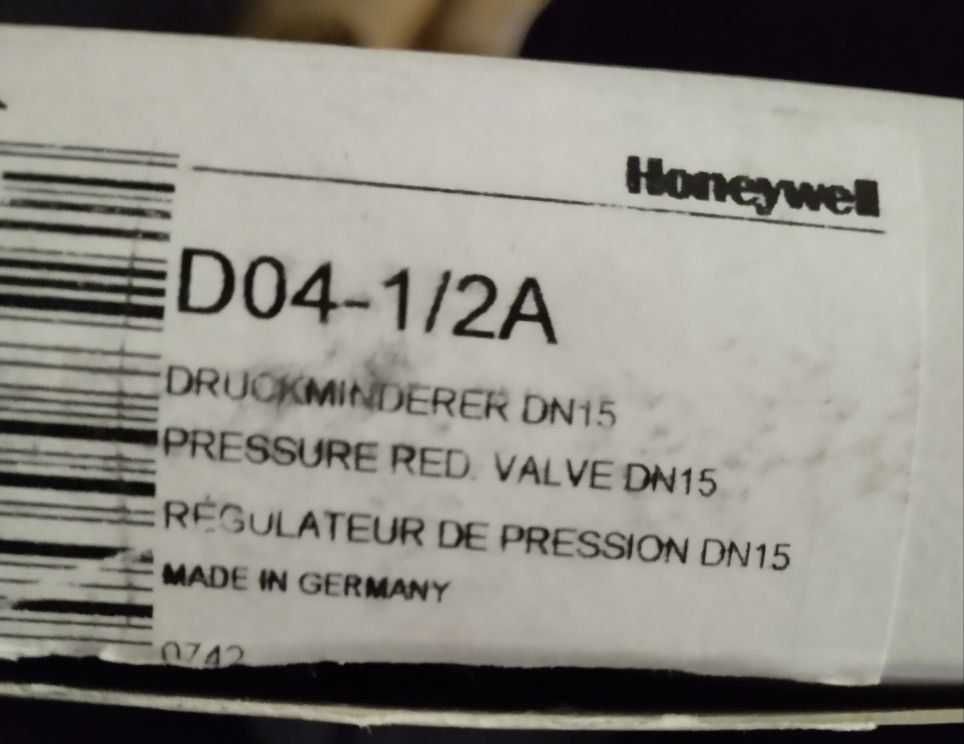 Honeywell
D04-1/2A
DRUCKMINDERER DN15
PRESSURE RED. VALVE DN15
RÉGULATEUR DE PRESSION DN15
MADE IN GERMANY
0742